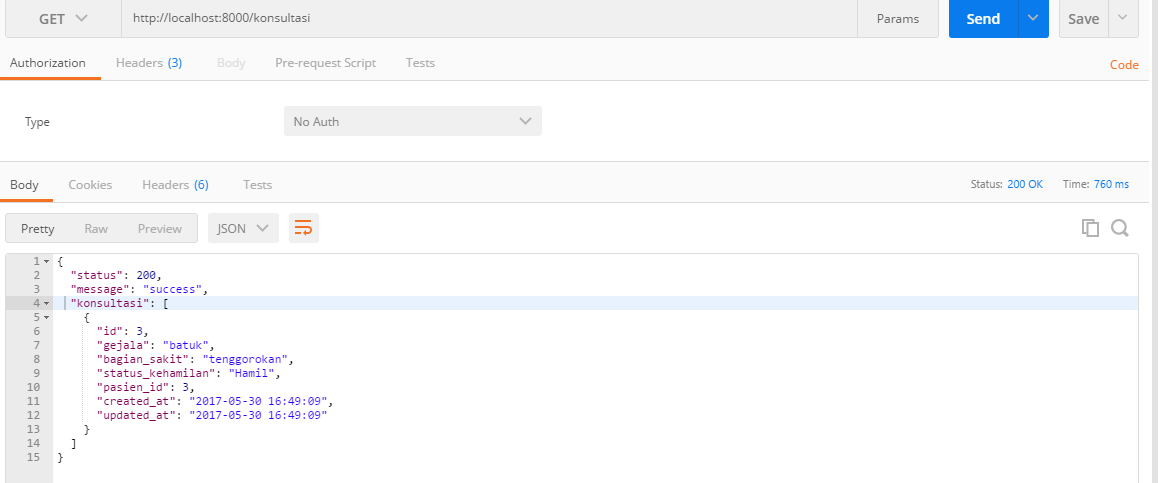 GET http://localhost:8000/konsultasi Params Send Save
Authorization Headers (3) Body Pre-request Script Tests Code
Type No Auth
Body Cookies Headers (6) Tests Status: 200 OK Time: 760 ms
Pretty Raw Preview JSON
1 {
2 "status": 200,
3 "message": "success",
4 "konsultasi": [
5 {
6 "id": 3,
7 "gejala": "batuk",
8 "bagian_sakit": "tenggorokan",
9 "status_kehamilan": "Hamil",
10 "pasien_id": 3,
11 "created_at": "2017-05-30 16:49:09",
12 "updated_at": "2017-05-30 16:49:09"
13 }
14 ]
15 }